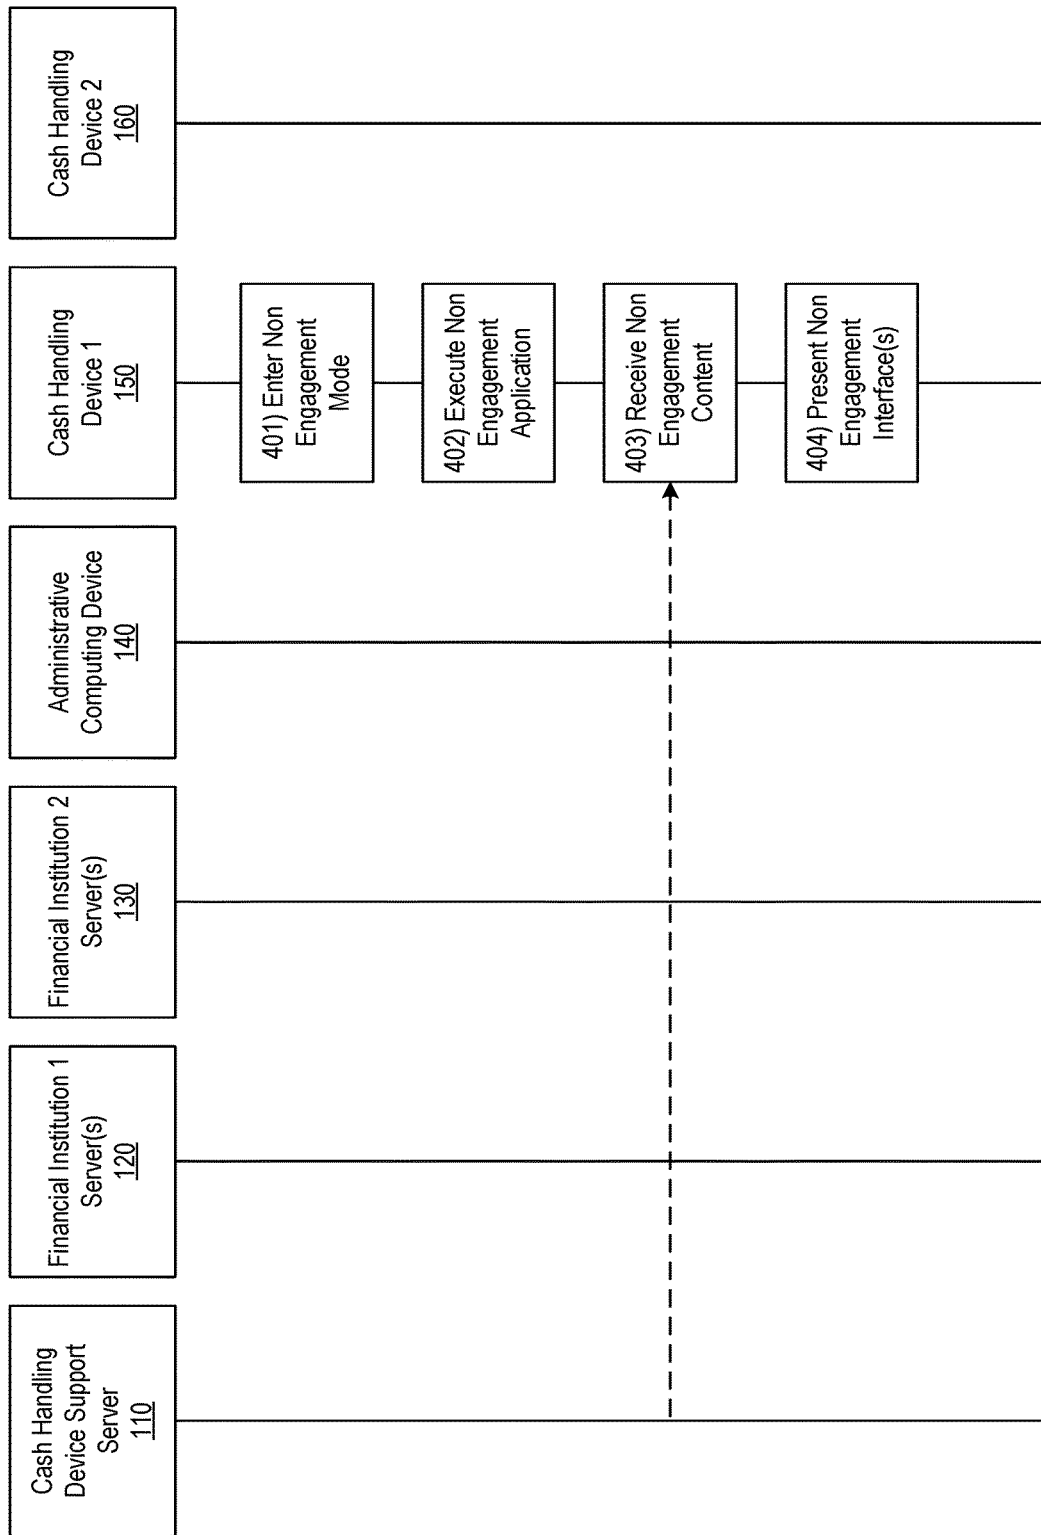 Cash Handling
Device Support
Server
110
Financial Institution 1
Server(s)
120
Financial Institution 2
Server(s)
130
Administrative
Computing Device
140
Cash Handling
Device 1
150
Cash Handling
Device 2
160
401) Enter Non
Engagement
Mode
402) Execute Non
Engagement
Application
403) Receive Non
Engagement
Content
404) Present Non
Engagement
Interface(s)